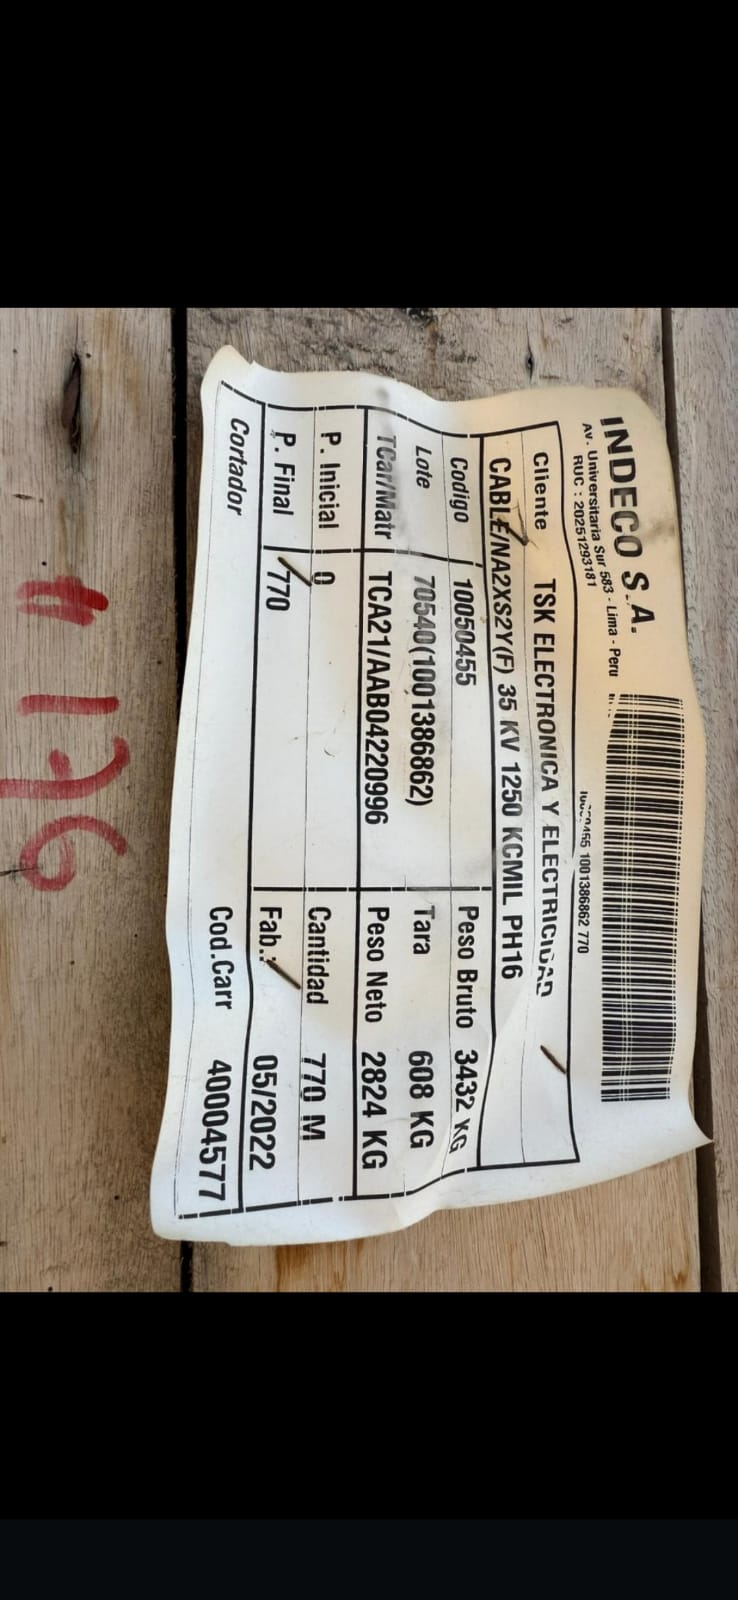 INDECO S.A.
Av. Universitaria Sur 583 - Lima - Peru
RUC : 20251293181
455 1001386862 770
Cliente TSK ELECTRONICA Y ELECTRICIDAD
CABLE/NA2XS2Y(F) 35 KV 1250 KCMIL PH16
Codigo 10050455 Peso Bruto 3432 KG
Lote 70540(1001386862) Tara 608 KG
TCar/Matr TCA21/AAB04220996 Peso Neto 2824 KG
P. Inicial 0 Cantidad 770 M
P. Final 770 Fab.: 05/2022
Cortador Cod.Carr 40004577
# 176